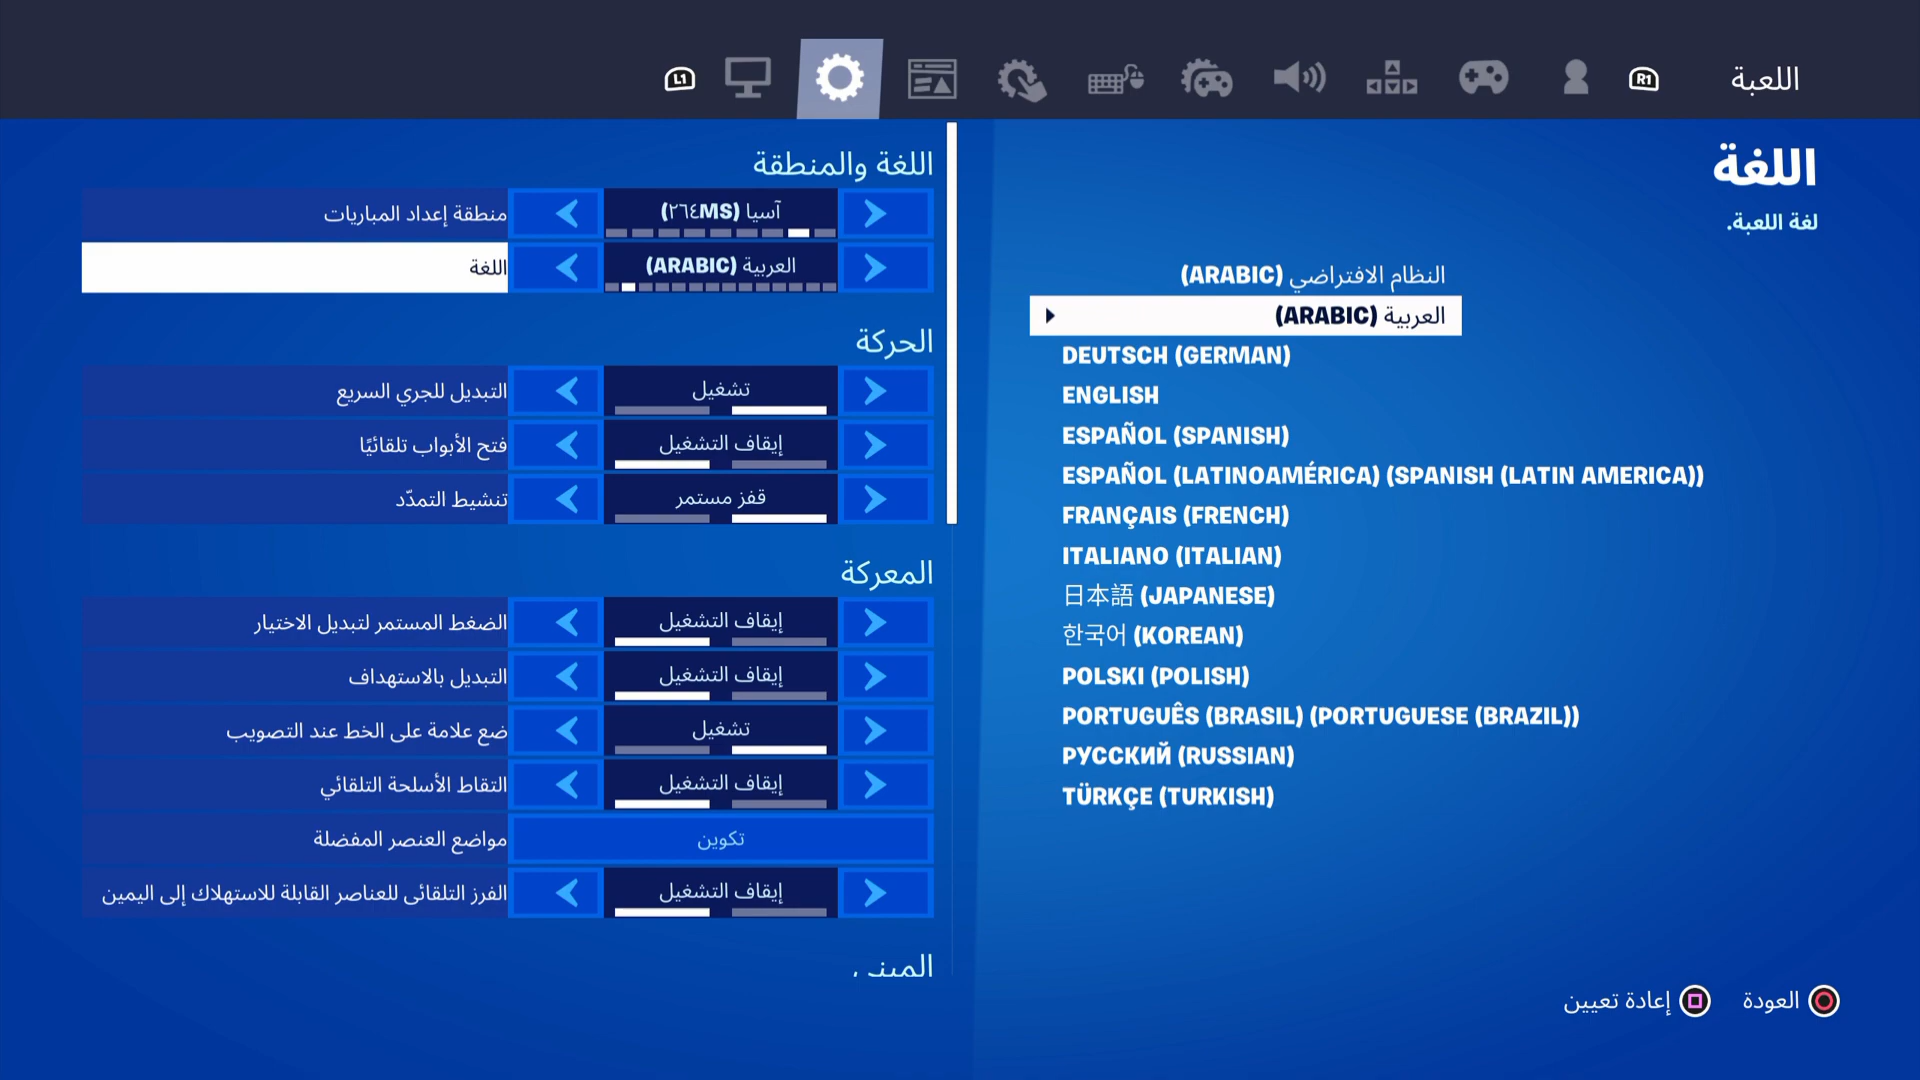 L1
R1
اللعبة
اللغة والمنطقة
منطقة إعداد المباريات
آسيا (٢٦٤MS)
اللغة
العربية (ARABIC)
الحركة
التبديل للجري السريع
تشغيل
فتح الأبواب تلقائيًا
إيقاف التشغيل
تنشيط التمدّد
قفز مستمر
المعركة
الضغط المستمر لتبديل الاختيار
إيقاف التشغيل
التبديل بالاستهداف
إيقاف التشغيل
ضع علامة على الخط عند التصويب
تشغيل
التقاط الأسلحة التلقائي
إيقاف التشغيل
مواضع العنصر المفضلة
تكوين
الفرز التلقائي للعناصر القابلة للاستهلاك إلى اليمين
إيقاف التشغيل
اللغة
لغة اللعبة.
النظام الافتراضي (ARABIC)
العربية (ARABIC)
DEUTSCH (GERMAN)
ENGLISH
ESPAÑOL (SPANISH)
ESPAÑOL (LATINOAMÉRICA) (SPANISH (LATIN AMERICA))
FRANÇAIS (FRENCH)
ITALIANO (ITALIAN)
日本語 (JAPANESE)
한국어 (KOREAN)
POLSKI (POLISH)
PORTUGUÊS (BRASIL) (PORTUGUESE (BRAZIL))
РУССКИЙ (RUSSIAN)
TÜRKÇE (TURKISH)
العودة
إعادة تعيين